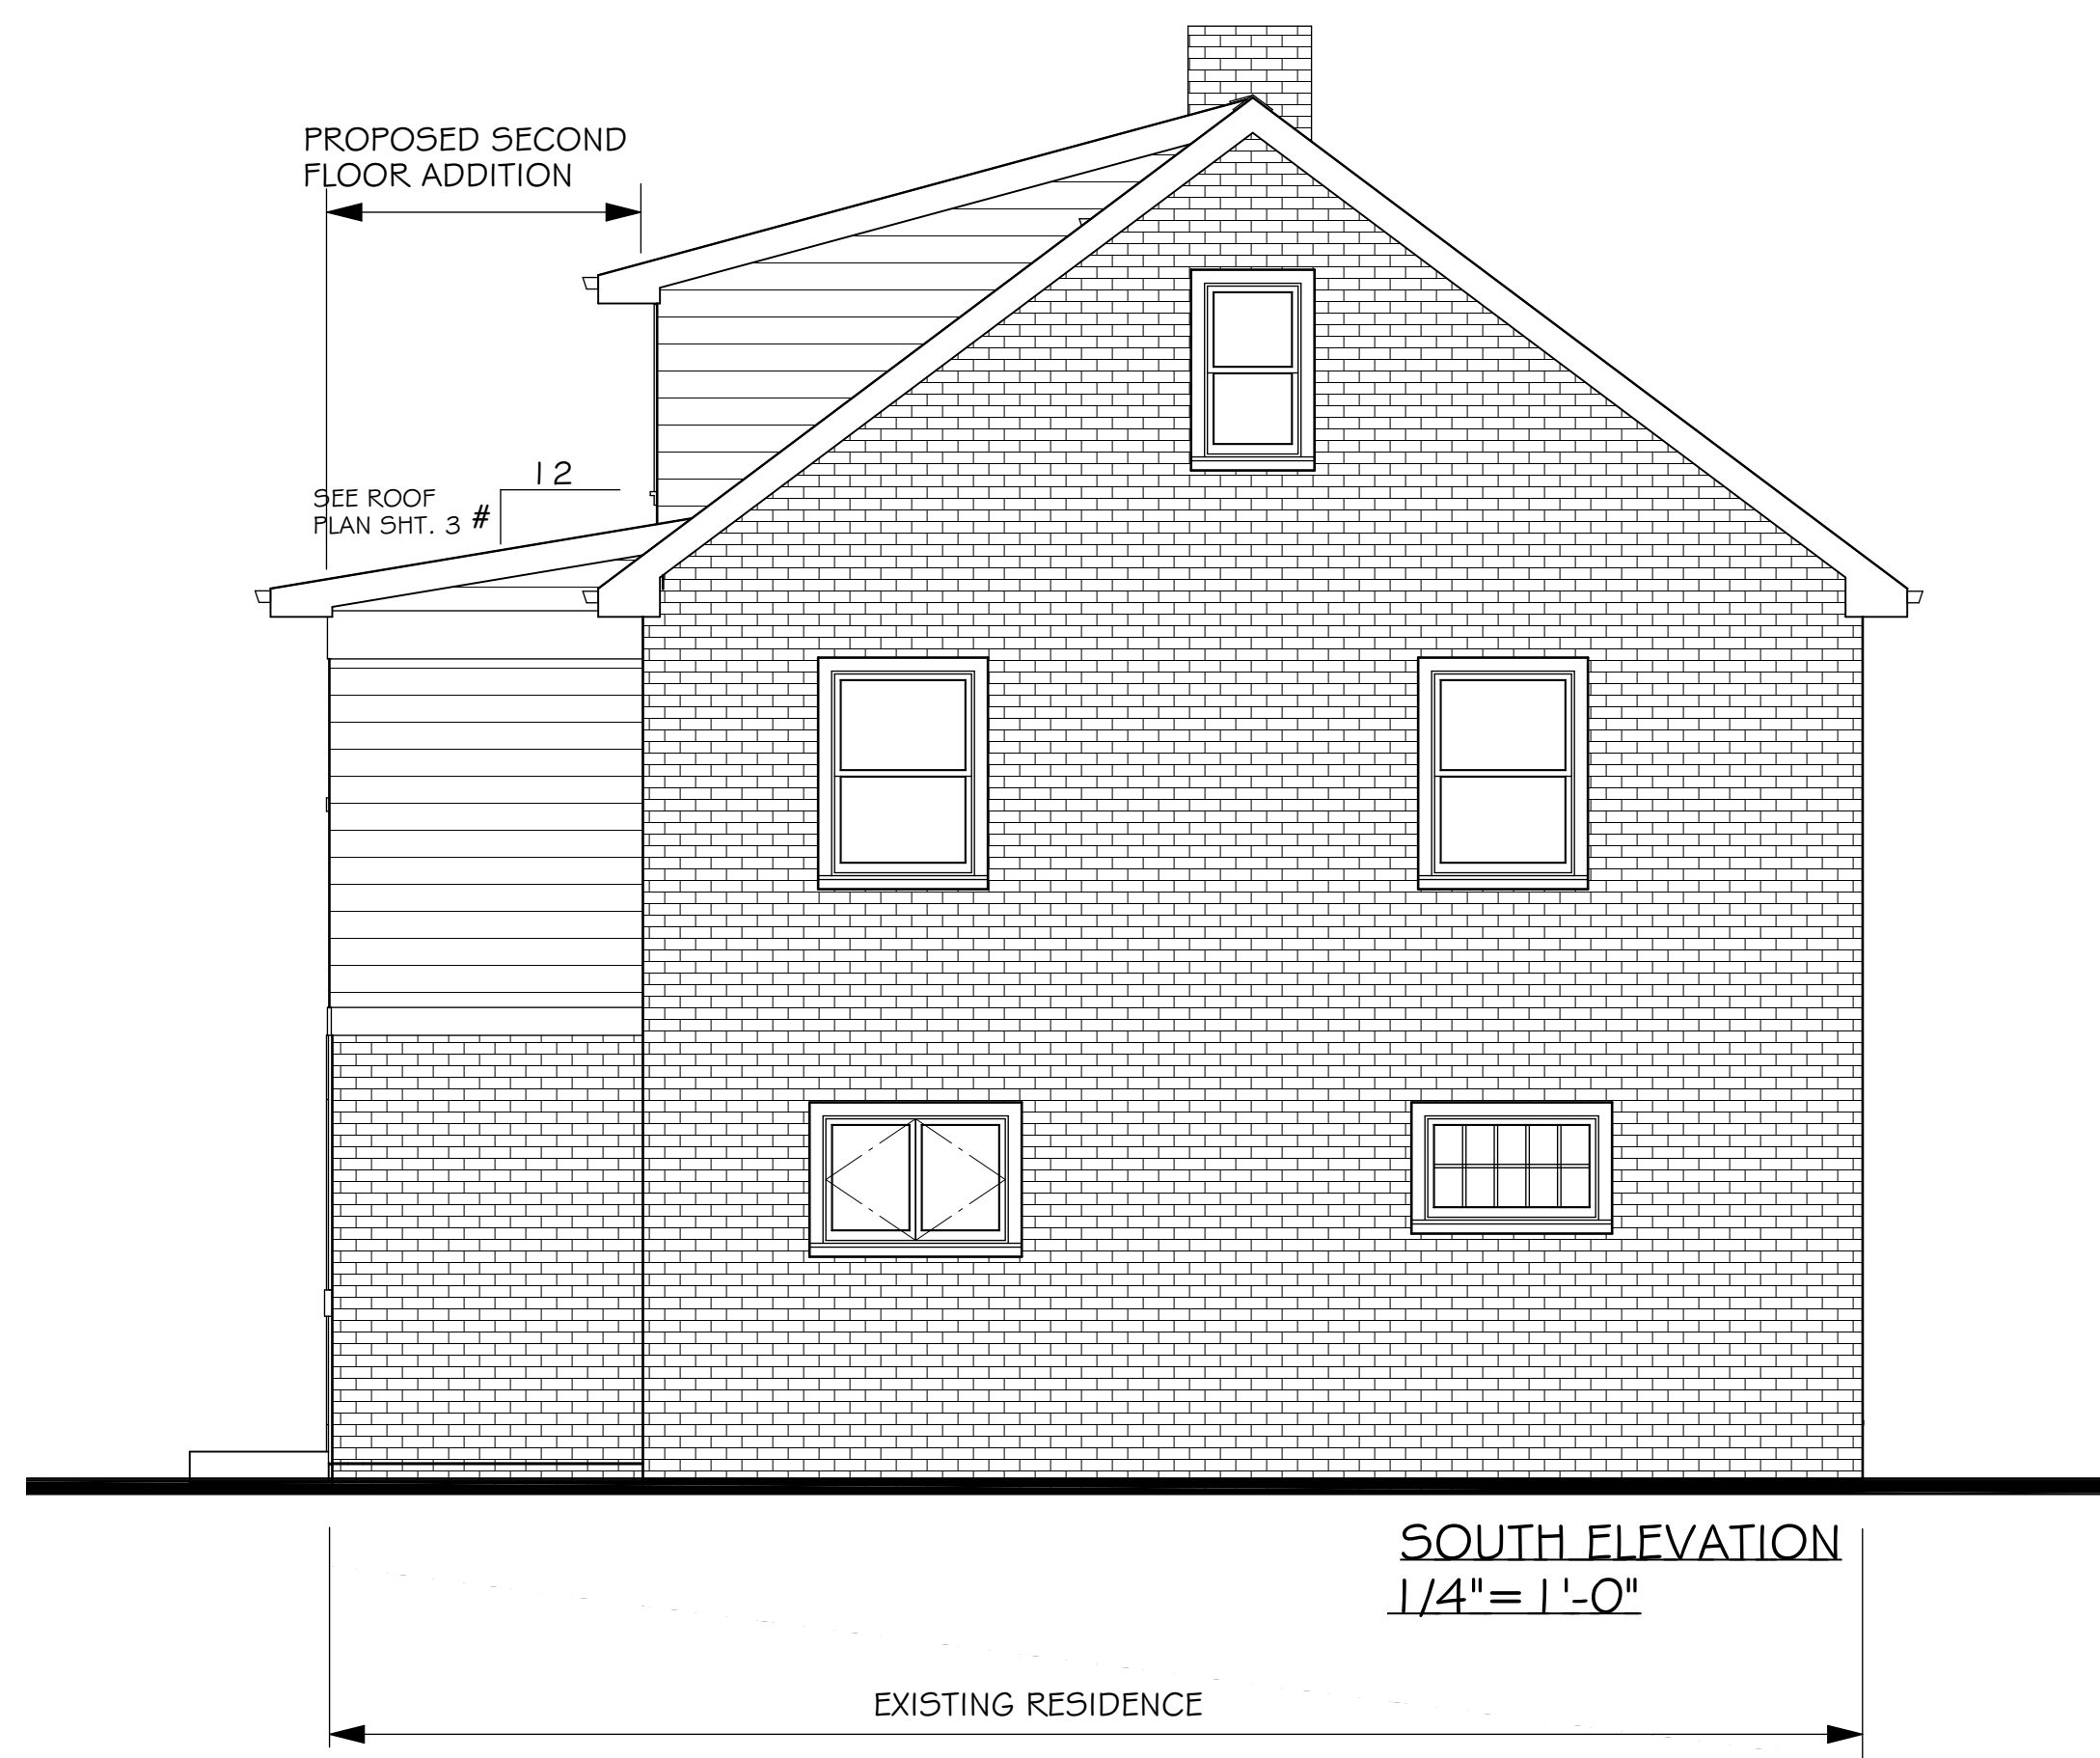 PROPOSED SECOND
FLOOR ADDITION
12
SEE ROOF
PLAN SHT. 3 #
SOUTH ELEVATION
1/4"= 1'-0"
EXISTING RESIDENCE